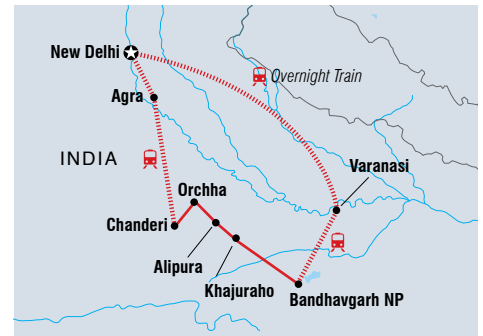 New Delhi
Overnight Train
Agra
INDIA
Varanasi
Orchha
Chanderi
Alipura
Khajuraho
Bandhavgarh NP